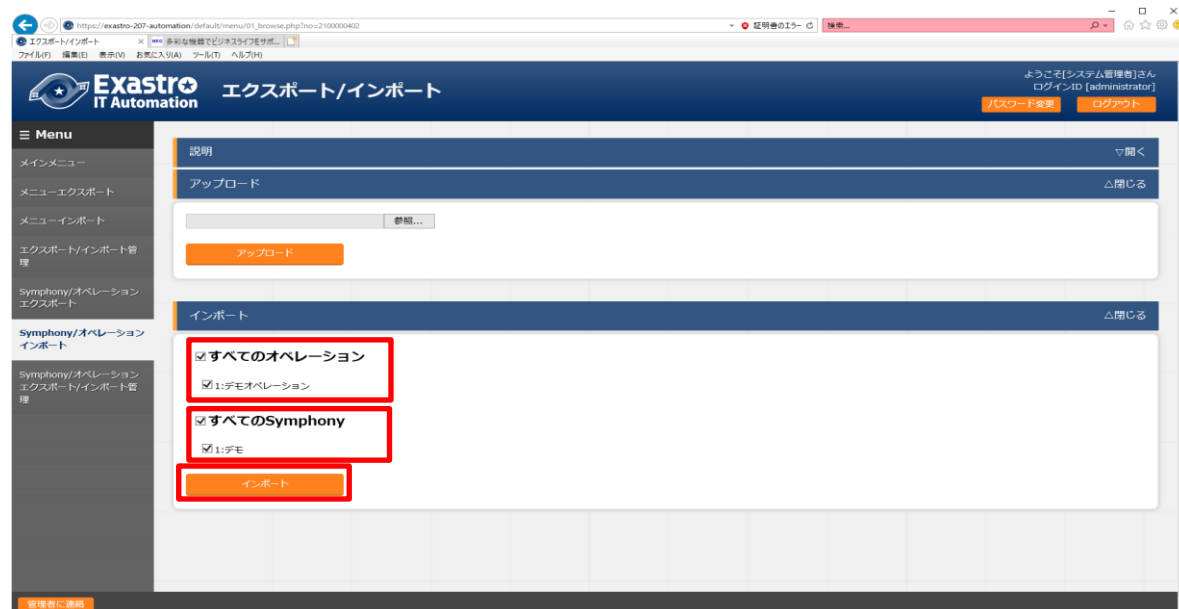 https://exastro-207-automation/default/menu/01_browse.php?no=2100000402
証明書のエラー
検索...
エクスポート/インポート
多彩な機器でビジネスライフをサポ...
ファイル(F) 編集(E) 表示(V) お気に入り(A) ツール(T) ヘルプ(H)
Exastro
IT Automation
エクスポート/インポート
ようこそ[システム管理者]さん
ログインID [administrator]
パスワード変更
ログアウト
Menu
メインメニュー
メニューエクスポート
メニューインポート
エクスポート/インポート管
理
Symphony/オペレーション
エクスポート
Symphony/オペレーション
インポート
Symphony/オペレーション
エクスポート/インポート管
理
説明
▽開く
アップロード
△閉じる
参照...
アップロード
インポート
△閉じる
すべてのオペレーション
1:デモオペレーション
すべてのSymphony
1:デモ
インポート
管理者に連絡